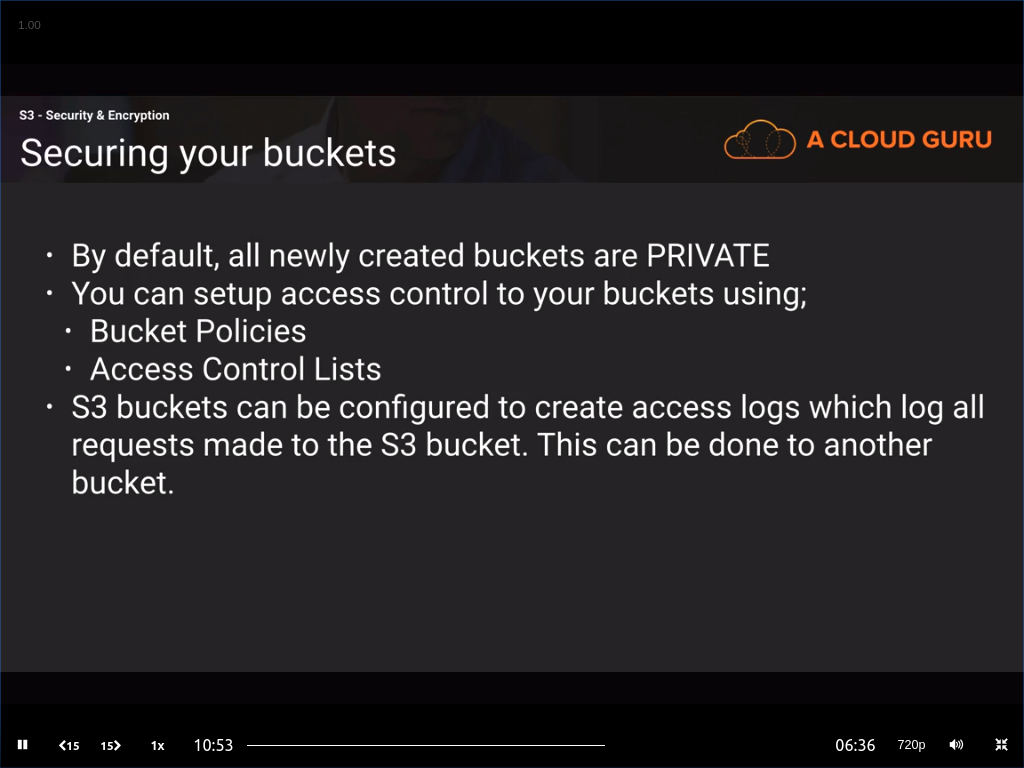 1.00
S3 - Security & Encryption
Securing your buckets
A CLOUD GURU
• By default, all newly created buckets are PRIVATE
• You can setup access control to your buckets using;
• Bucket Policies
• Access Control Lists
• S3 buckets can be configured to create access logs which log all
requests made to the S3 bucket. This can be done to another
bucket.
15 15 1x 10:53 06:36 720p